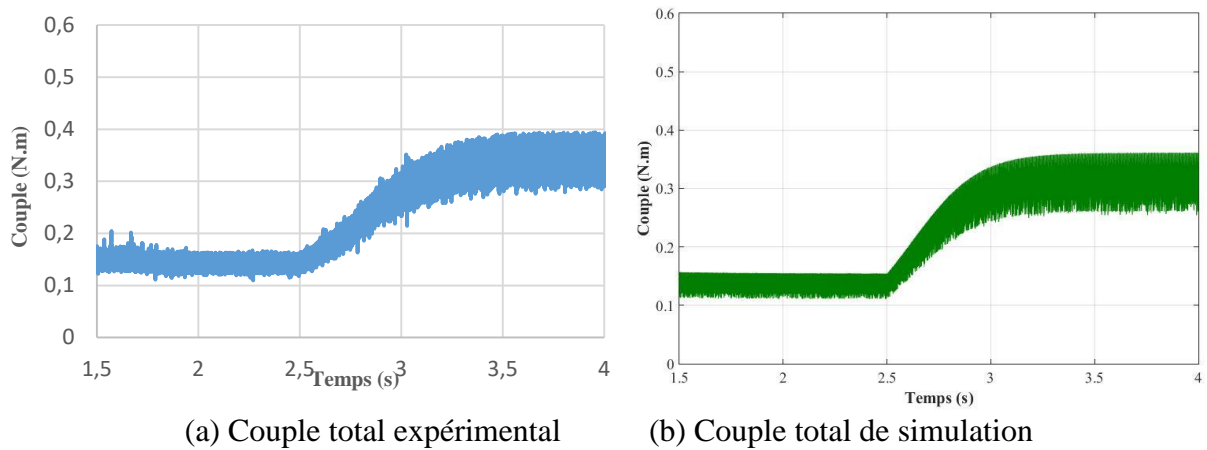 0,6
0,5
0,4
0,3
0,2
0,1
0
Couple (N.m)
1,5 2 2,5 3 3,5 4
Temps (s)
0.6
0.5
0.4
0.3
0.2
0.1
0
Couple (N.m)
1.5 2 2.5 3 3.5 4
Temps (s)
(a) Couple total expérimental (b) Couple total de simulation